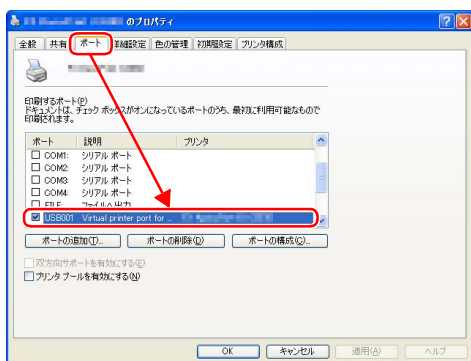 のプロパティ
全般 共有 ポート 詳細設定 色の管理 初期設定 プリンタ構成
印刷するポート(P)
ドキュメントは、チェック ボックスがオンになっているポートのうち、最初に利用可能なもので
印刷されます。
ポート 説明 プリンタ
COM1: シリアル ポート
COM2: シリアル ポート
COM3: シリアル ポート
COM4: シリアル ポート
FILE: ファイルへ出力
USB001 Virtual printer port for ...
ポートの追加(T)... ポートの削除(D) ポートの構成(C)...
双方向サポートを有効にする(E)
プリンタ プールを有効にする(N)
OK キャンセル 適用(A) ヘルプ